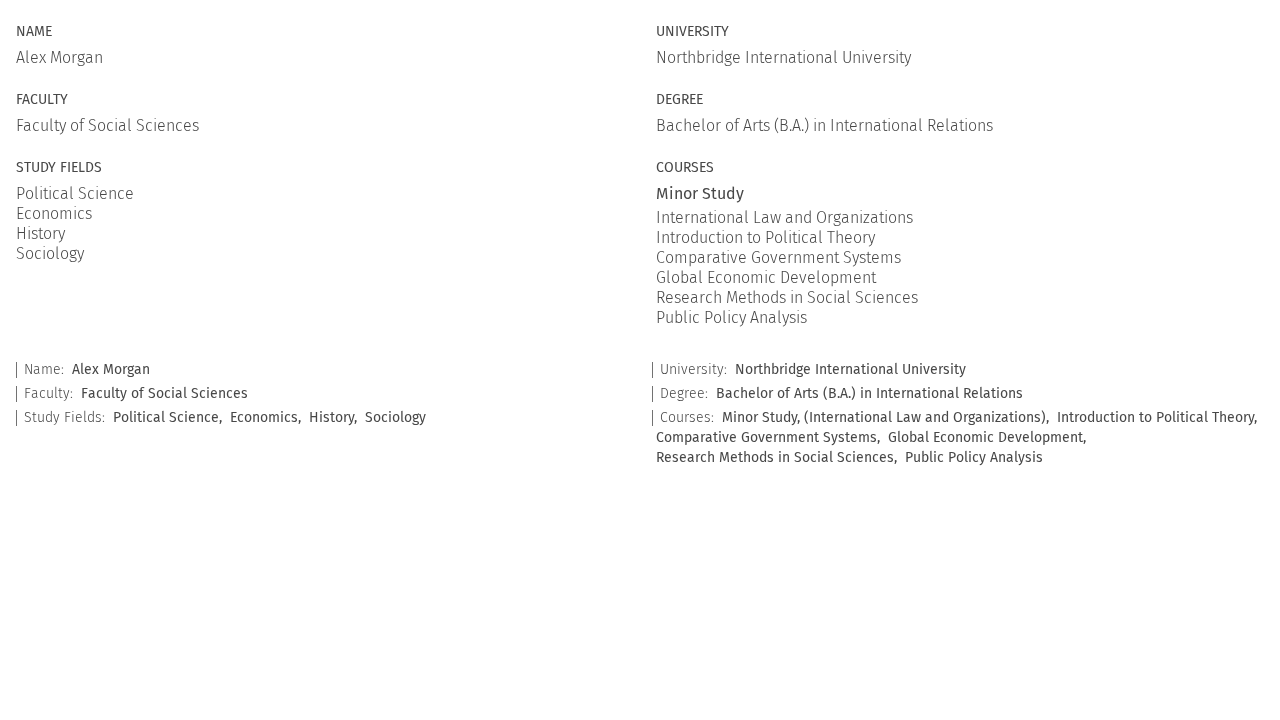 NAME
Alex Morgan
FACULTY
Faculty of Social Sciences
STUDY FIELDS
Political Science
Economics
History
Sociology
UNIVERSITY
Northbridge International University
DEGREE
Bachelor of Arts (B.A.) in International Relations
COURSES
Minor Study
International Law and Organizations
Introduction to Political Theory
Comparative Government Systems
Global Economic Development
Research Methods in Social Sciences
Public Policy Analysis
Name: Alex Morgan
Faculty: Faculty of Social Sciences
Study Fields: Political Science, Economics, History, Sociology
University: Northbridge International University
Degree: Bachelor of Arts (B.A.) in International Relations
Courses: Minor Study, (International Law and Organizations), Introduction to Political Theory,
Comparative Government Systems, Global Economic Development,
Research Methods in Social Sciences, Public Policy Analysis